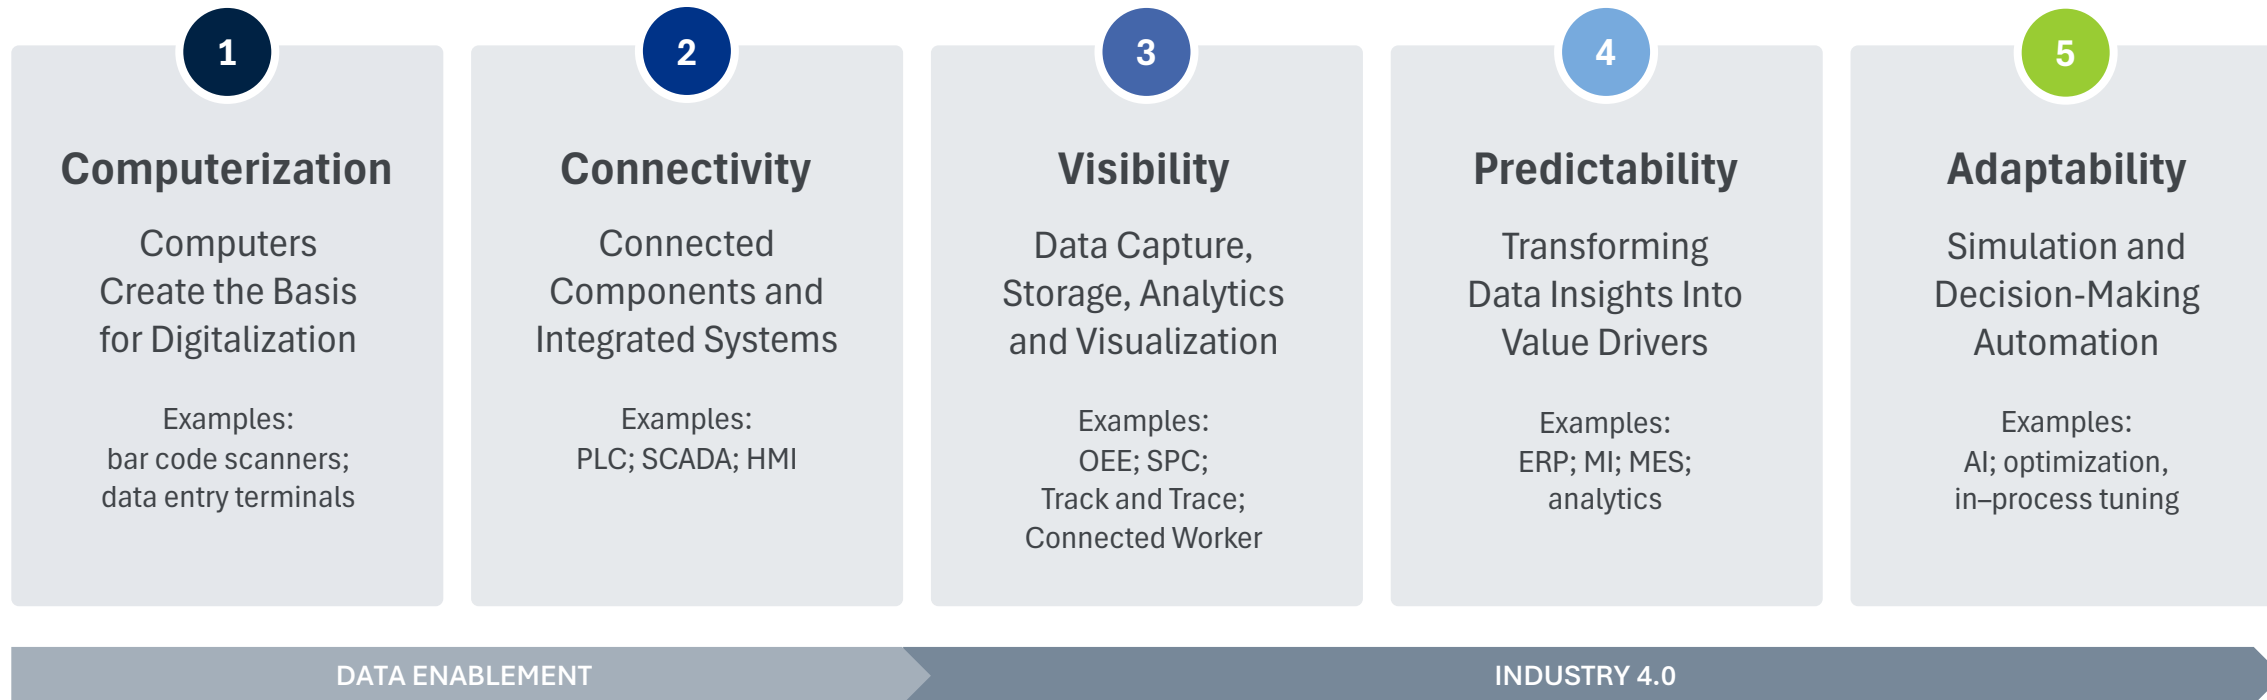 1
Computerization
Computers
Create the Basis
for Digitalization
Examples:
bar code scanners;
data entry terminals
2
Connectivity
Connected
Components and
Integrated Systems
Examples:
PLC; SCADA; HMI
3
Visibility
Data Capture,
Storage, Analytics
and Visualization
Examples:
OEE; SPC;
Track and Trace;
Connected Worker
4
Predictability
Transforming
Data Insights Into
Value Drivers
Examples:
ERP; MI; MES;
analytics
5
Adaptability
Simulation and
Decision-Making
Automation
Examples:
AI; optimization,
in–process tuning
DATA ENABLEMENT
INDUSTRY 4.0